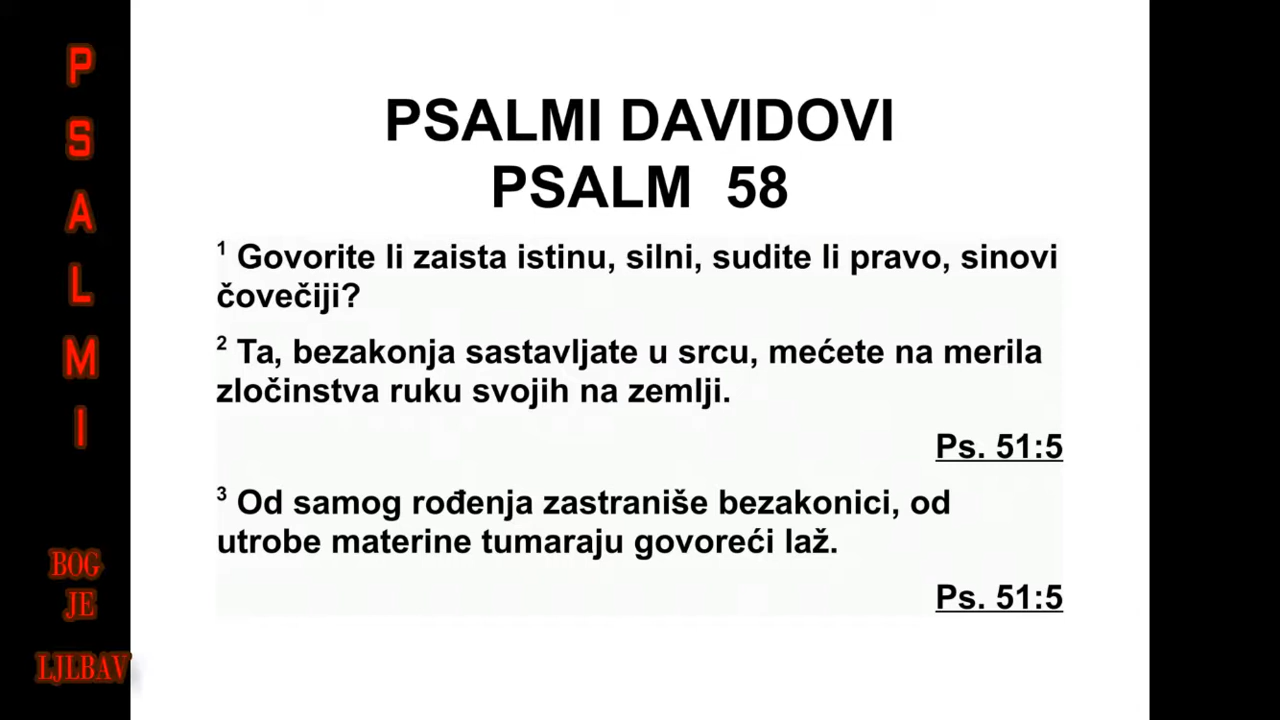 P
S
A
L
M
I
BOG
JE
LJLBAV
PSALMI DAVIDOVI
PSALM 58
1 Govorite li zaista istinu, silni, sudite li pravo, sinovi
čovečiji?
2 Ta, bezakonja sastavljate u srcu, mećete na merila
zločinstva ruku svojih na zemlji.
Ps. 51:5
3 Od samog rođenja zastraniše bezakonici, od
utrobe materine tumaraju govoreći laž.
Ps. 51:5